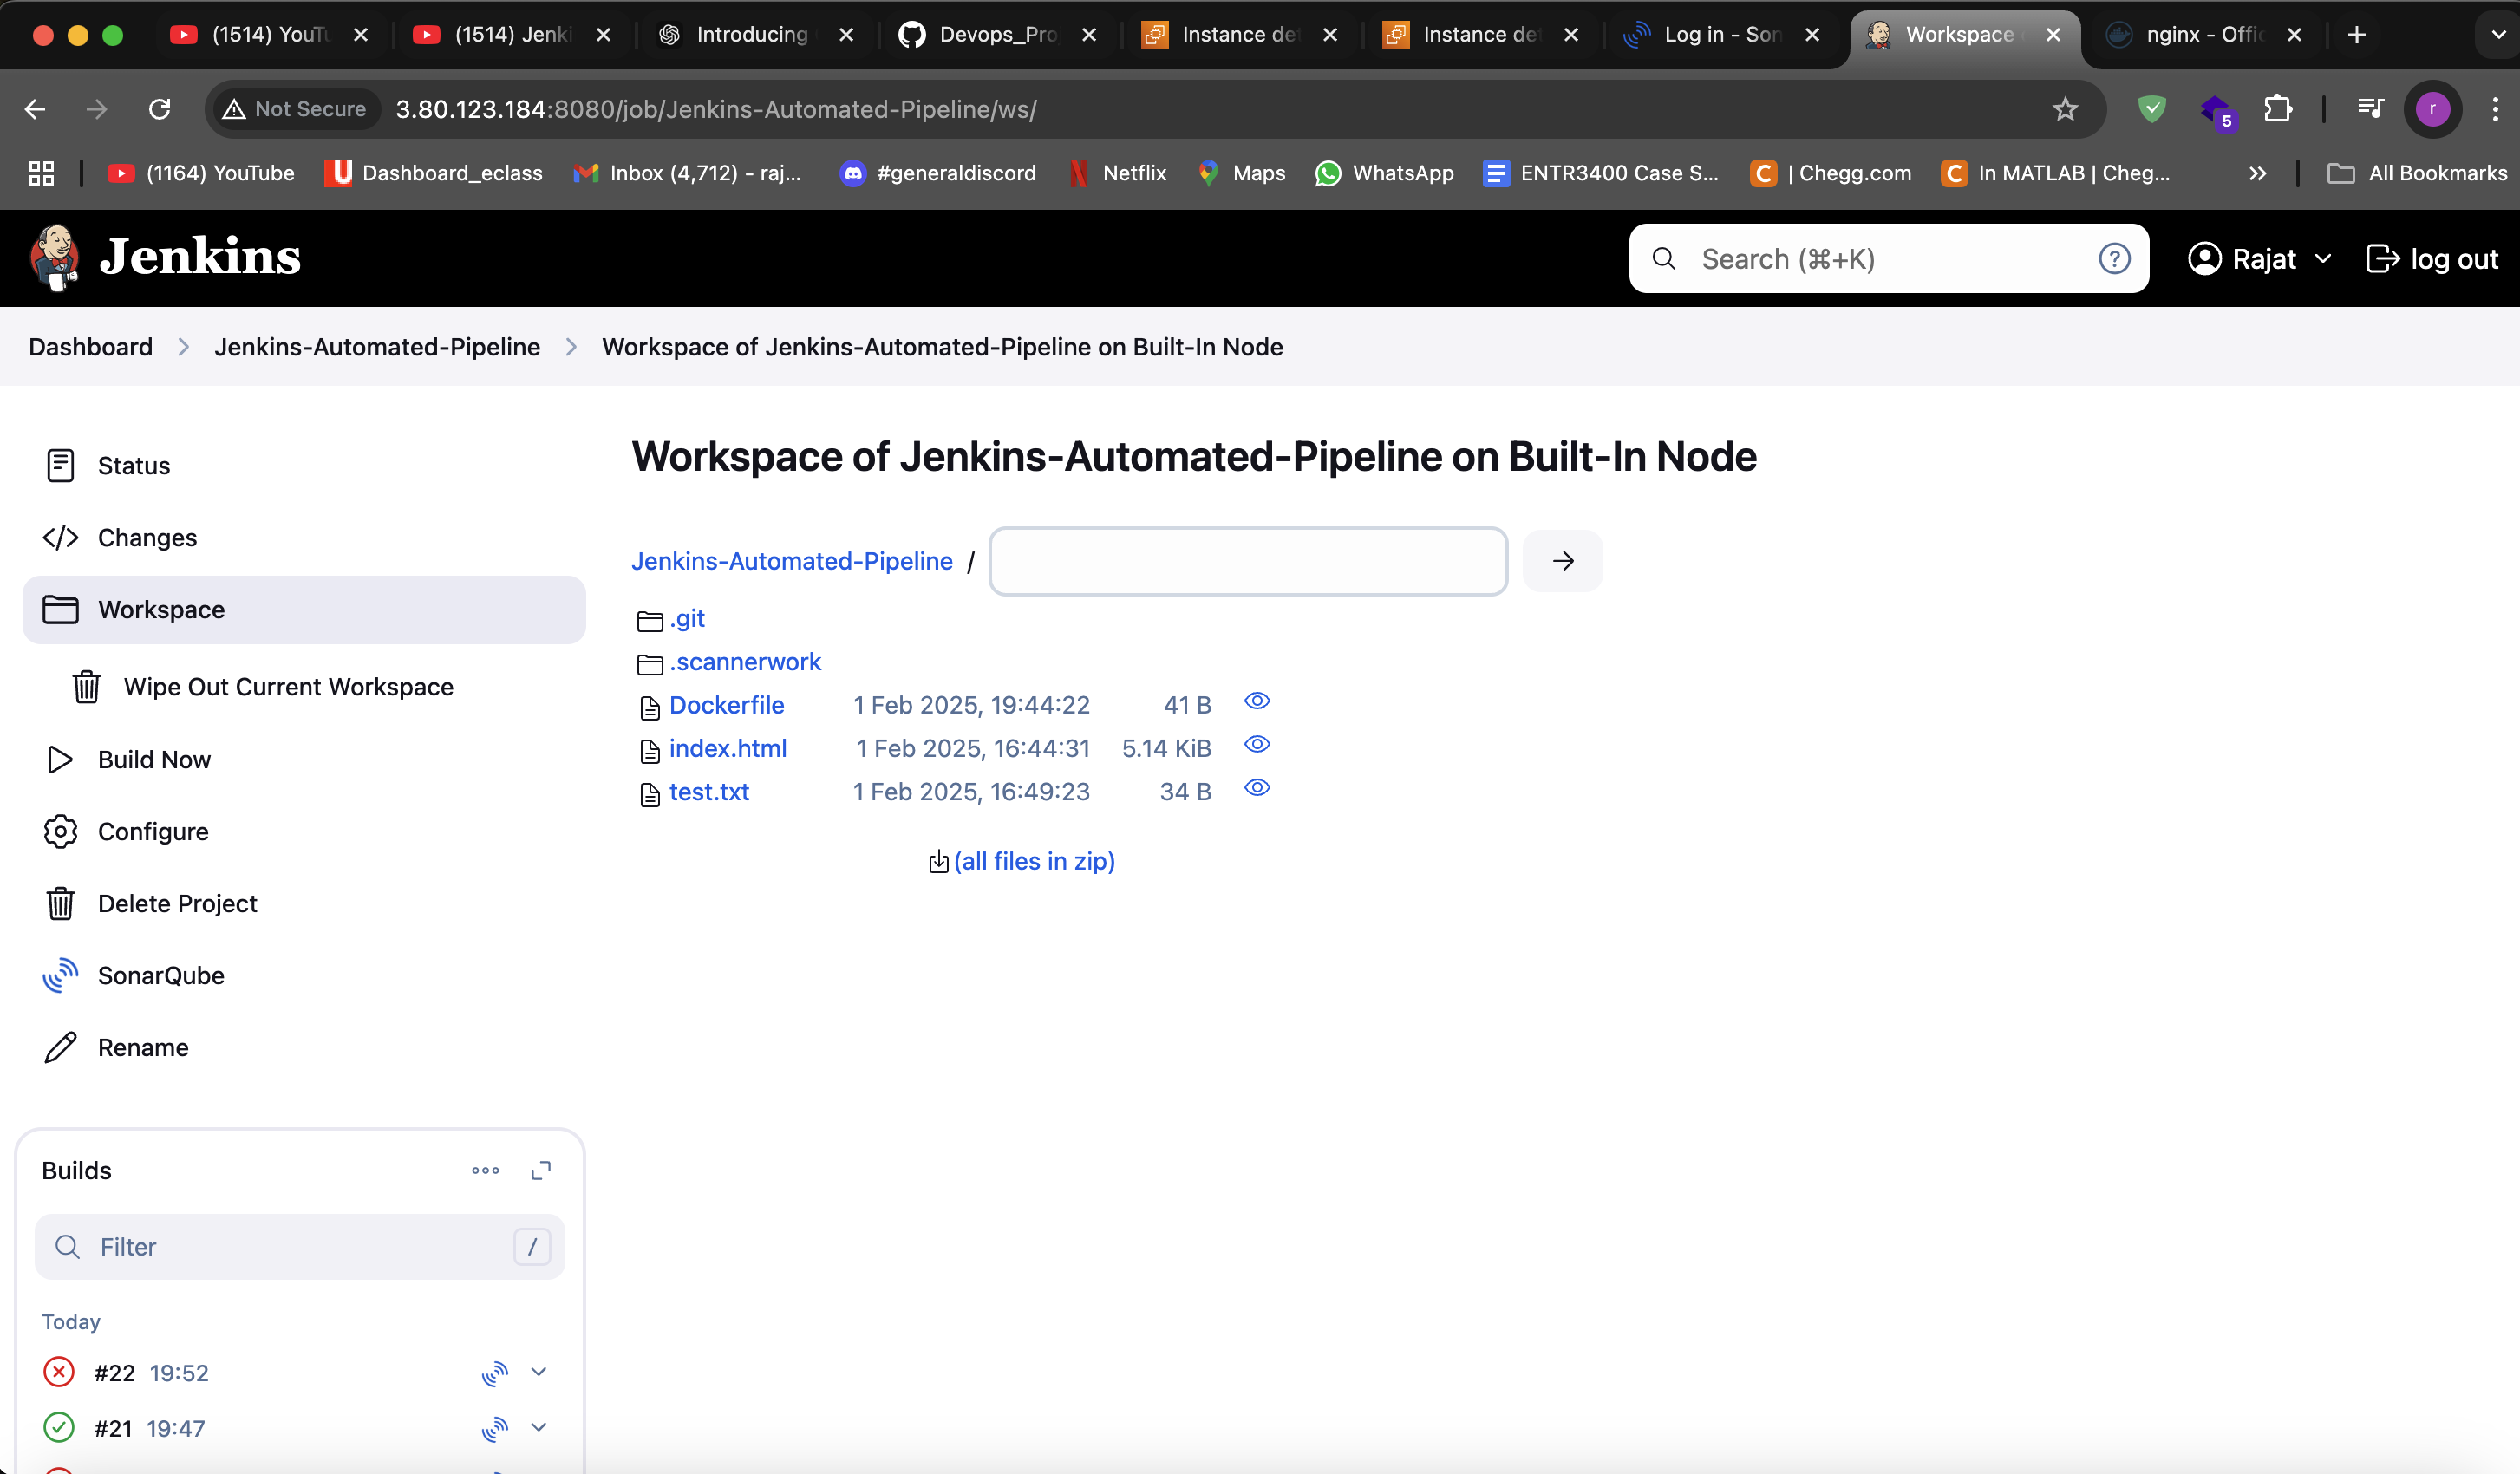 (1514) YouTu
(1514) Jenki
Introducing
Devops_Pro
Instance de
Instance det
Log in - Son
Workspace
nginx - Offic
Not Secure
3.80.123.184:8080/job/Jenkins-Automated-Pipeline/ws/
5
r
(1164) YouTube
Dashboard_eclass
Inbox (4,712) - raj...
#generaldiscord
Netflix
Maps
WhatsApp
ENTR3400 Case S...
| Chegg.com
In MATLAB | Cheg...
All Bookmarks
Jenkins
Search (⌘+K)
?
Rajat
log out
Dashboard
Jenkins-Automated-Pipeline
Workspace of Jenkins-Automated-Pipeline on Built-In Node
Status
Changes
Workspace
Wipe Out Current Workspace
Build Now
Configure
Delete Project
SonarQube
Rename
Workspace of Jenkins-Automated-Pipeline on Built-In Node
Jenkins-Automated-Pipeline /
.git
.scannerwork
Dockerfile 1 Feb 2025, 19:44:22 41 B
index.html 1 Feb 2025, 16:44:31 5.14 KiB
test.txt 1 Feb 2025, 16:49:23 34 B
(all files in zip)
Builds
Filter /
Today
#22 19:52
#21 19:47